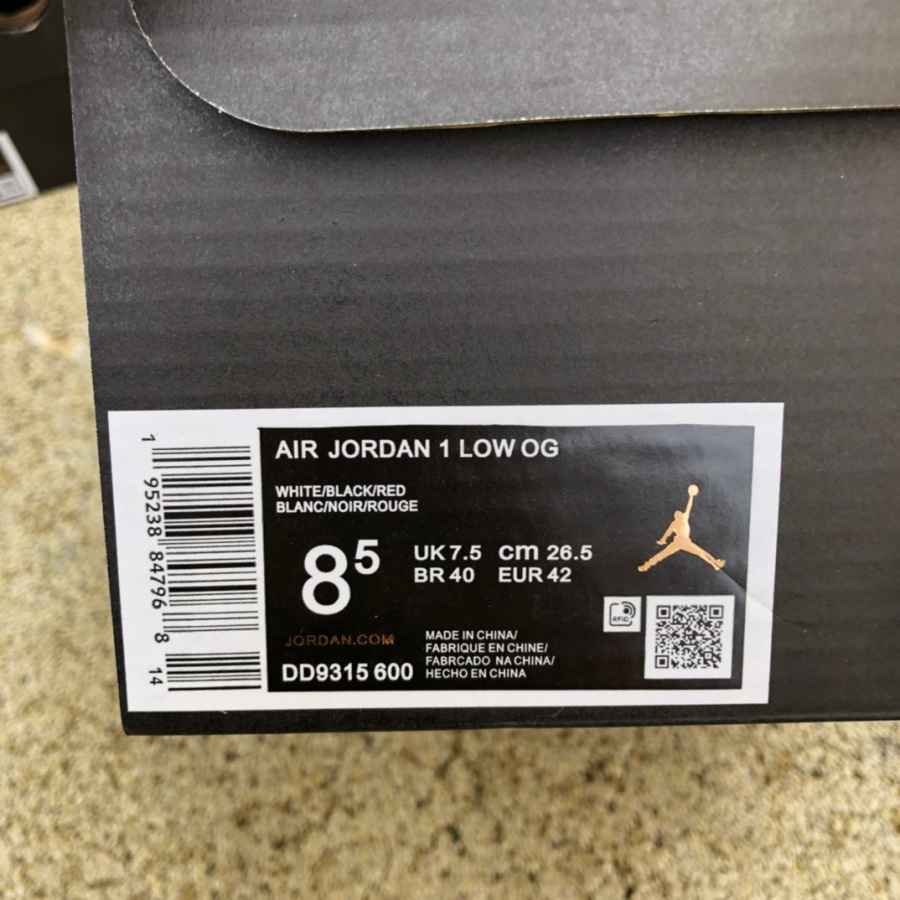 AIR JORDAN 1 LOW OG
WHITE/BLACK/RED
BLANC/NOIR/ROUGE
8 5
UK 7.5 cm 26.5
BR 40 EUR 42
JORDAN.COM
DD9315 600
MADE IN CHINA/
FABRIQUE EN CHINE/
FABRCADO NA CHINA/
HECHO EN CHINA
RFID
1 95238 84796 8 14